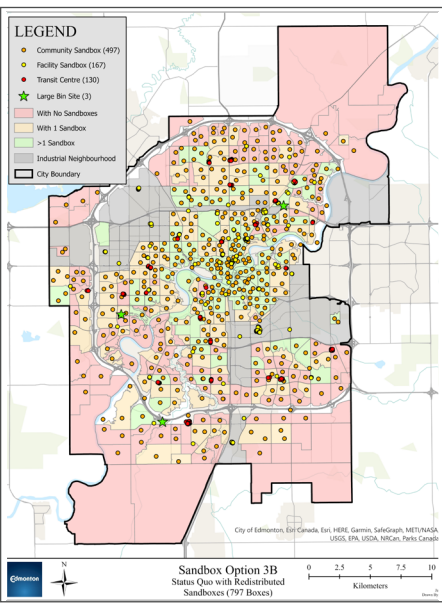 LEGEND
Community Sandbox (497)
Facility Sandbox (167)
Transit Centre (130)
Large Bin Site (3)
With No Sandboxes
With 1 Sandbox
>1 Sandbox
Industrial Neighbourhood
City Boundary
City of Edmonton, Esri Canada, Esri, HERE, Garmin, SafeGraph, METI/NASA
USGS, EPA, USDA, NRCan, Parks Canada
Edmonton
N
Sandbox Option 3B
Status Quo with Redistributed
Sandboxes (797 Boxes)
0 2.5 5 7.5 10
Kilometers